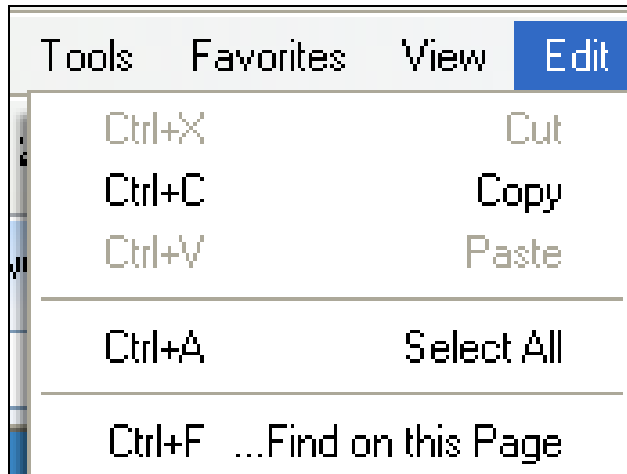 Tools Favorites View Edit
Ctrl+X Cut
Ctrl+C Copy
Ctrl+V Paste
Ctrl+A Select All
Ctrl+F ...Find on this Page